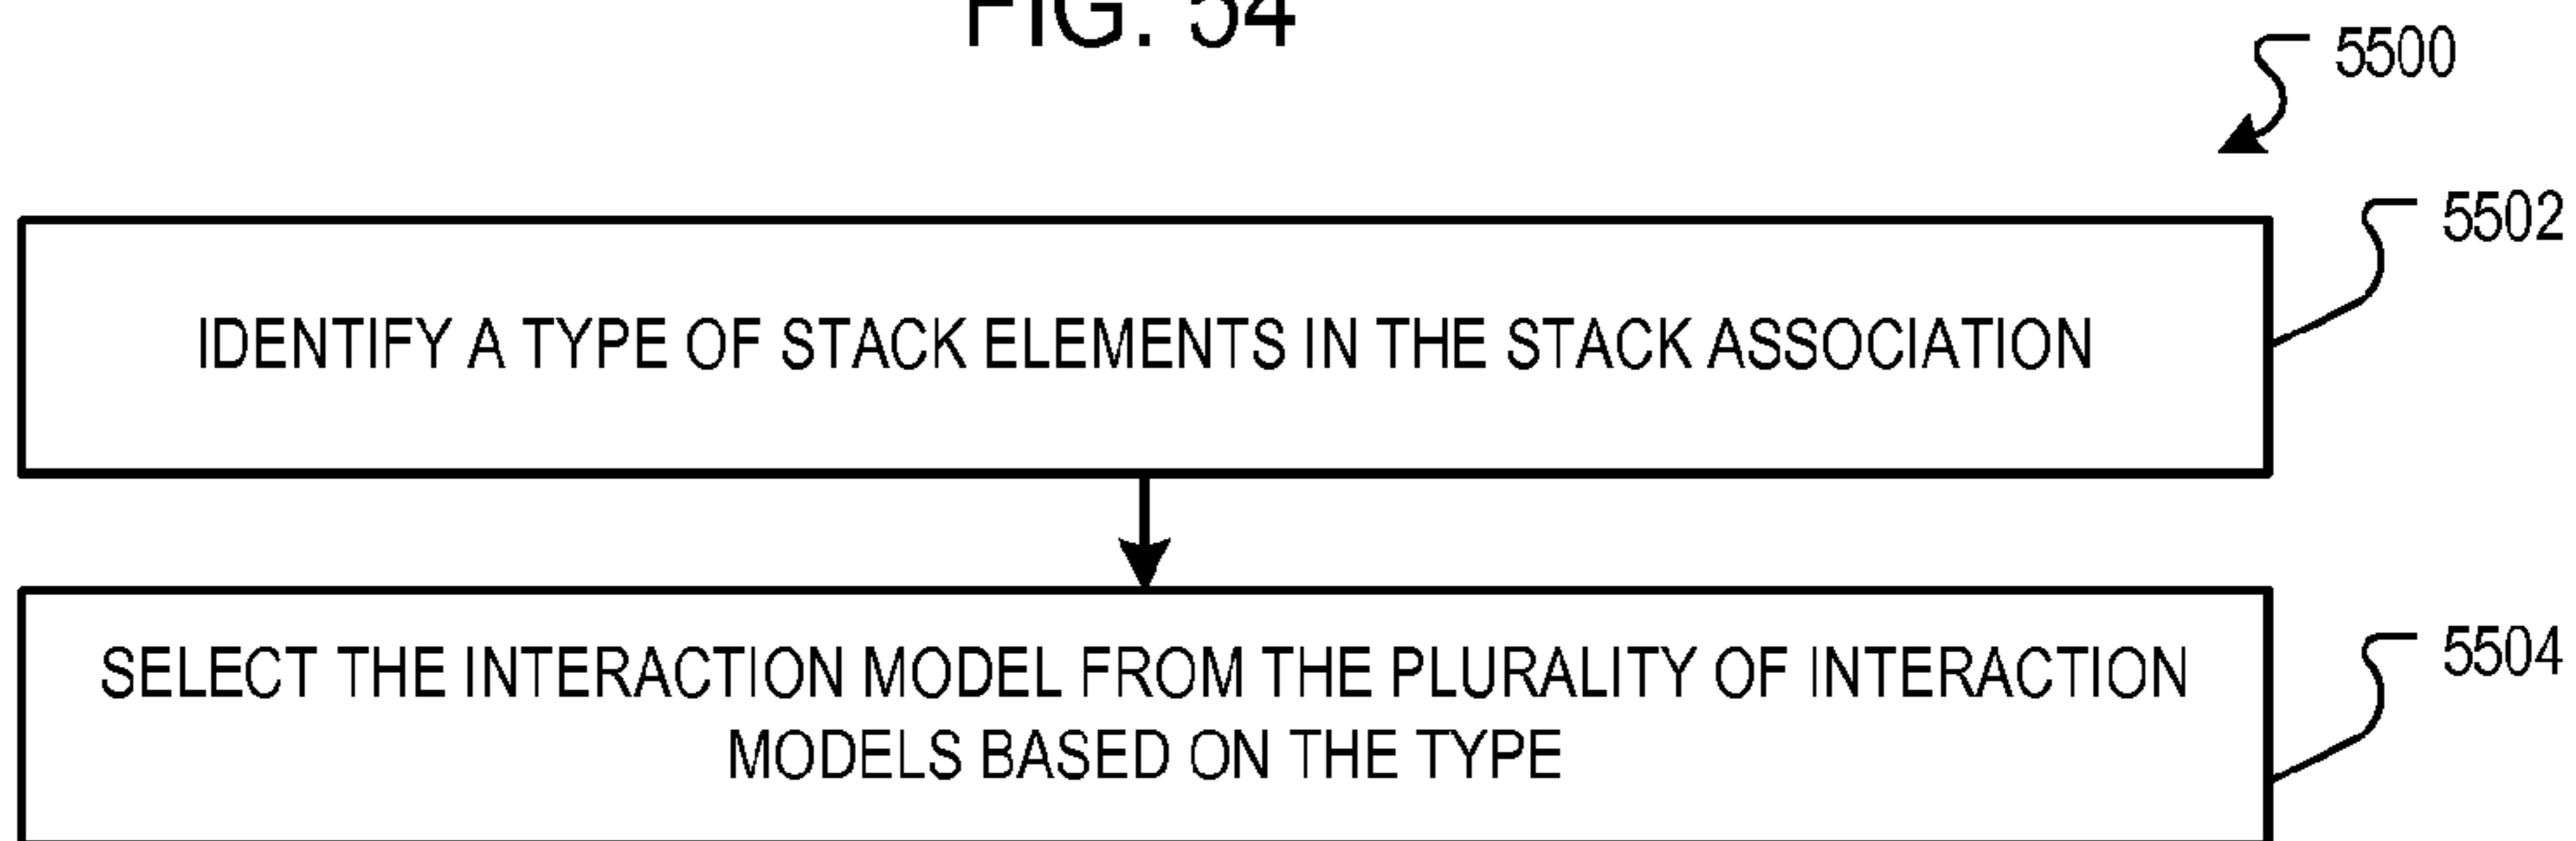 FIG. 54
5500
5502
IDENTIFY A TYPE OF STACK ELEMENTS IN THE STACK ASSOCIATION
5504
SELECT THE INTERACTION MODEL FROM THE PLURALITY OF INTERACTION
MODELS BASED ON THE TYPE